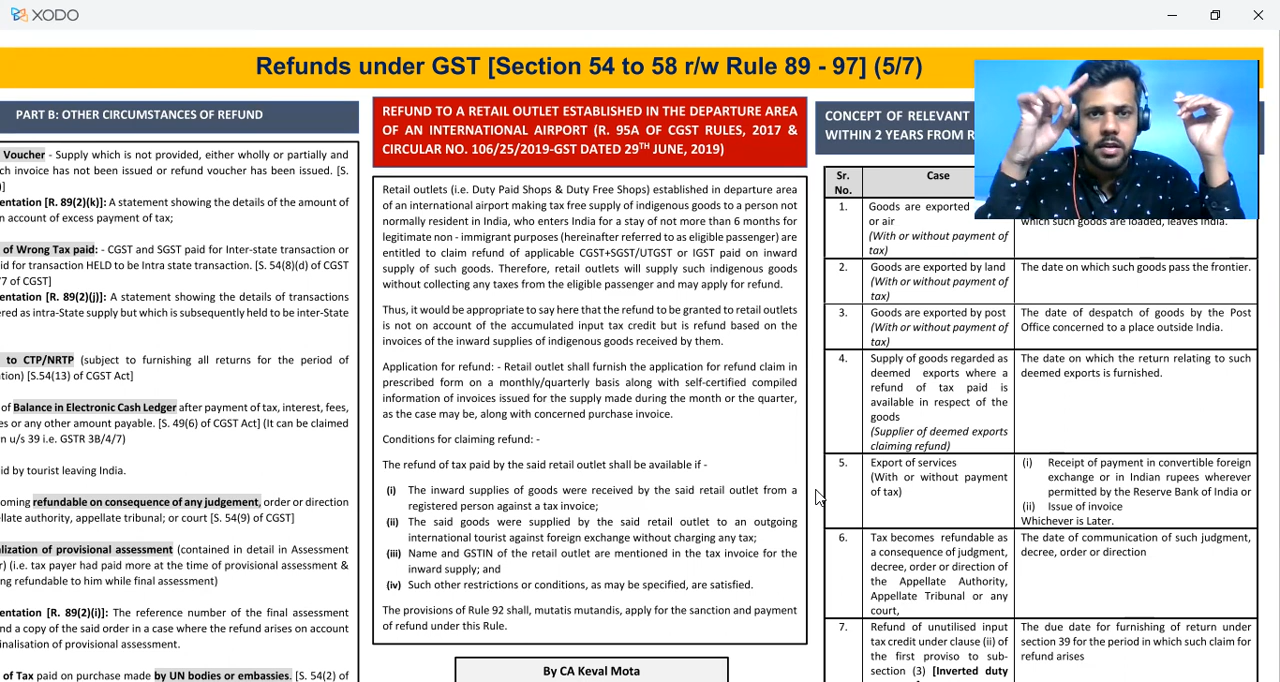 XODO
Refunds under GST [Section 54 to 58 r/w Rule 89 - 97] (5/7)
PART B: OTHER CIRCUMSTANCES OF REFUND
Voucher - Supply which is not provided, either wholly or partially and
ch invoice has not been issued or refund voucher has been issued. [S.
]
entation [R. 89(2)(k)]: A statement showing the details of the amount of
n account of excess payment of tax;
of Wrong Tax paid: - CGST and SGST paid for Inter-state transaction or
id for transaction HELD to be Intra state transaction. [S. 54(8)(d) of CGST
/7 of CGST]
entation [R. 89(2)(j)]: A statement showing the details of transactions
ered as intra-State supply but which is subsequently held to be inter-State
to CTP/NRTP (subject to furnishing all returns for the period of
ation) [S.54(13) of CGST Act]
of Balance in Electronic Cash Ledger after payment of tax, interest, fees,
es or any other amount payable. [S. 49(6) of CGST Act] (It can be claimed
n u/s 39 i.e. GSTR 3B/4/7)
id by tourist leaving India.
oming refundable on consequence of any judgement, order or direction
ellate authority, appellate tribunal; or court [S. 54(9) of CGST]
lization of provisional assessment (contained in detail in Assessment
r) (i.e. tax payer had paid more at the time of provisional assessment &
ng refundable to him while final assessment)
entation [R. 89(2)(i)]: The reference number of the final assessment
nd a copy of the said order in a case where the refund arises on account
inalisation of provisional assessment.
of Tax paid on purchase made by UN bodies or embassies. [S. 54(2) of
REFUND TO A RETAIL OUTLET ESTABLISHED IN THE DEPARTURE AREA
OF AN INTERNATIONAL AIRPORT (R. 95A OF CGST RULES, 2017 &
CIRCULAR NO. 106/25/2019-GST DATED 29TH JUNE, 2019)
Retail outlets (i.e. Duty Paid Shops & Duty Free Shops) established in departure area
of an international airport making tax free supply of indigenous goods to a person not
normally resident in India, who enters India for a stay of not more than 6 months for
legitimate non - immigrant purposes (hereinafter referred to as eligible passenger) are
entitled to claim refund of applicable CGST+SGST/UTGST or IGST paid on inward
supply of such goods. Therefore, retail outlets will supply such indigenous goods
without collecting any taxes from the eligible passenger and may apply for refund.
Thus, it would be appropriate to say here that the refund to be granted to retail outlets
is not on account of the accumulated input tax credit but is refund based on the
invoices of the inward supplies of indigenous goods received by them.
Application for refund: - Retail outlet shall furnish the application for refund claim in
prescribed form on a monthly/quarterly basis along with self-certified compiled
information of invoices issued for the supply made during the month or the quarter,
as the case may be, along with concerned purchase invoice.
Conditions for claiming refund: -
The refund of tax paid by the said retail outlet shall be available if -
(i) The inward supplies of goods were received by the said retail outlet from a
registered person against a tax invoice;
(ii) The said goods were supplied by the said retail outlet to an outgoing
international tourist against foreign exchange without charging any tax;
(iii) Name and GSTIN of the retail outlet are mentioned in the tax invoice for the
inward supply; and
(iv) Such other restrictions or conditions, as may be specified, are satisfied.
The provisions of Rule 92 shall, mutatis mutandis, apply for the sanction and payment
of refund under this Rule.
By CA Keval Mota
CONCEPT OF RELEVANT
WITHIN 2 YEARS FROM R
Sr. No. Case
1. Goods are exported
or air
(With or without payment of
tax)
which such goods are loaded, leaves India.
2. Goods are exported by land
(With or without payment of
tax)
The date on which such goods pass the frontier.
3. Goods are exported by post
(With or without payment of
tax)
The date of despatch of goods by the Post
Office concerned to a place outside India.
4. Supply of goods regarded as
deemed exports where a
refund of tax paid is
available in respect of the
goods
(Supplier of deemed exports
claiming refund)
The date on which the return relating to such
deemed exports is furnished.
5. Export of services
(With or without payment
of tax)
(i) Receipt of payment in convertible foreign
exchange or in Indian rupees wherever
permitted by the Reserve Bank of India or
(ii) Issue of invoice
Whichever is Later.
6. Tax becomes refundable as
a consequence of judgment,
decree, order or direction of
the Appellate Authority,
Appellate Tribunal or any
court,
The date of communication of such judgment,
decree, order or direction
7. Refund of unutilised input
tax credit under clause (ii) of
the first proviso to sub-
section (3) [Inverted duty
The due date for furnishing of return under
section 39 for the period in which such claim for
refund arises